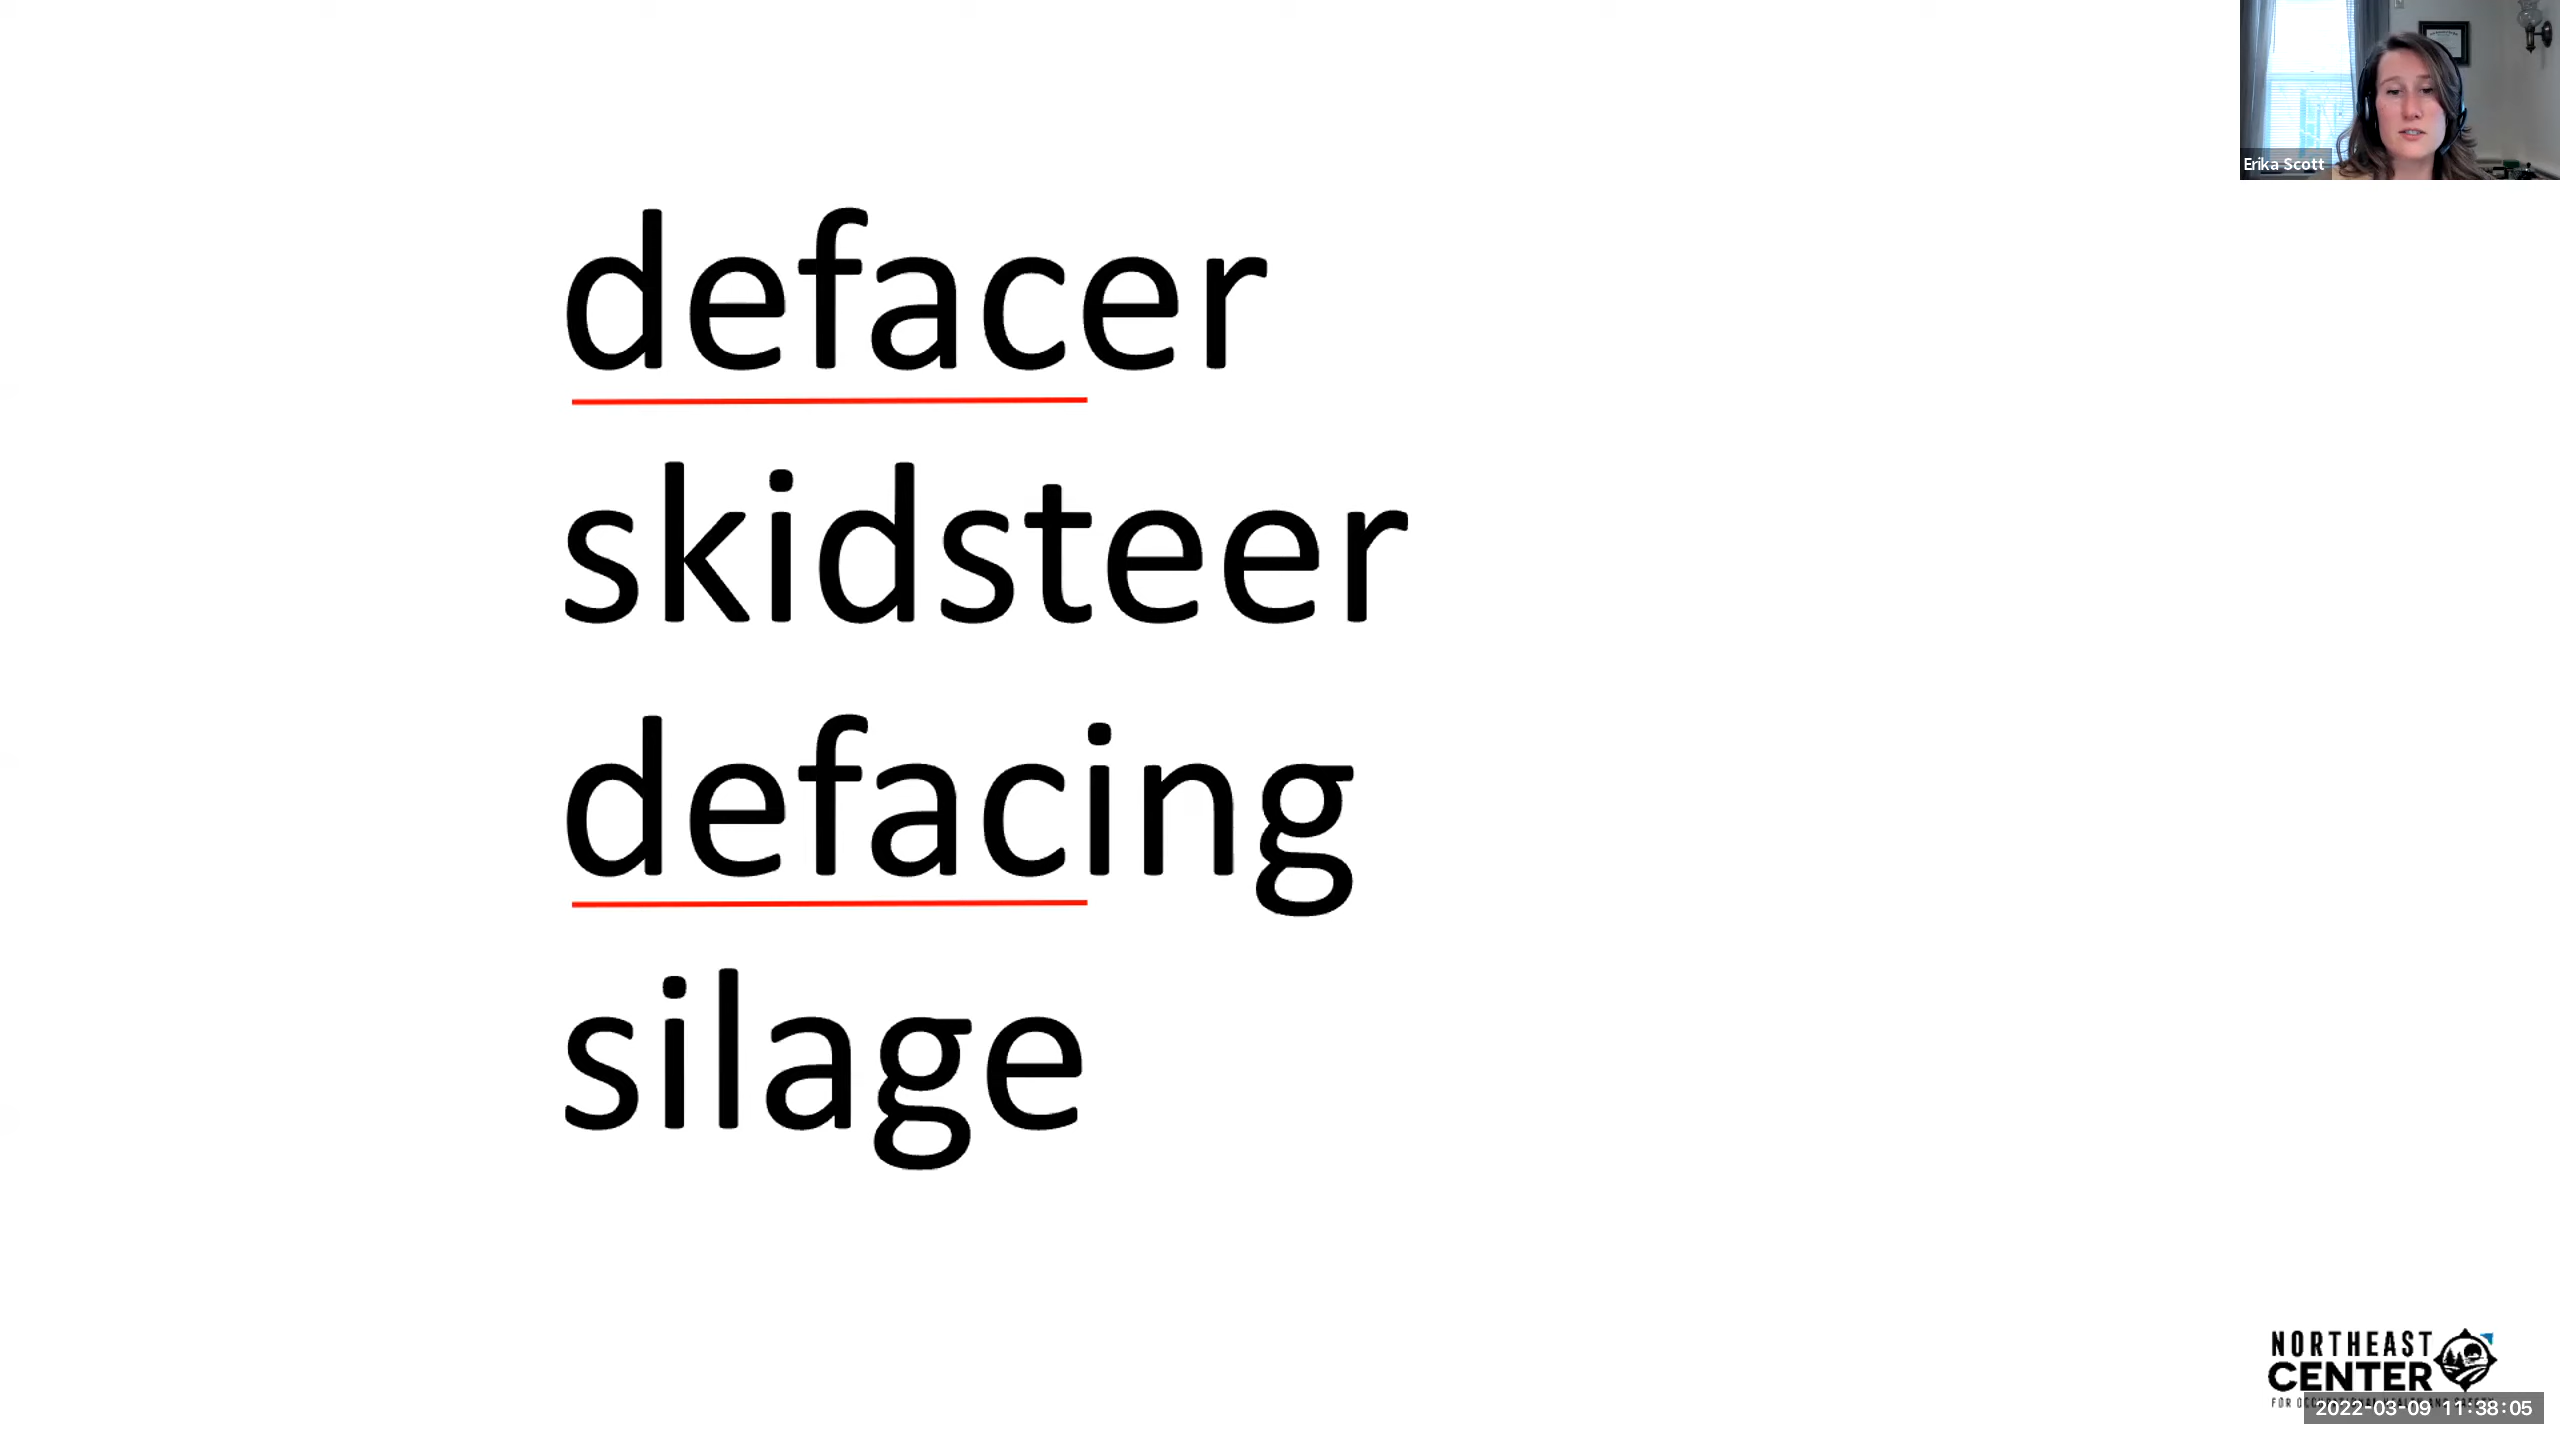 Erika Scott
defacer
skidsteer
defacing
silage
NORTHEAST
CENTER
2022-03-09 11:38:05